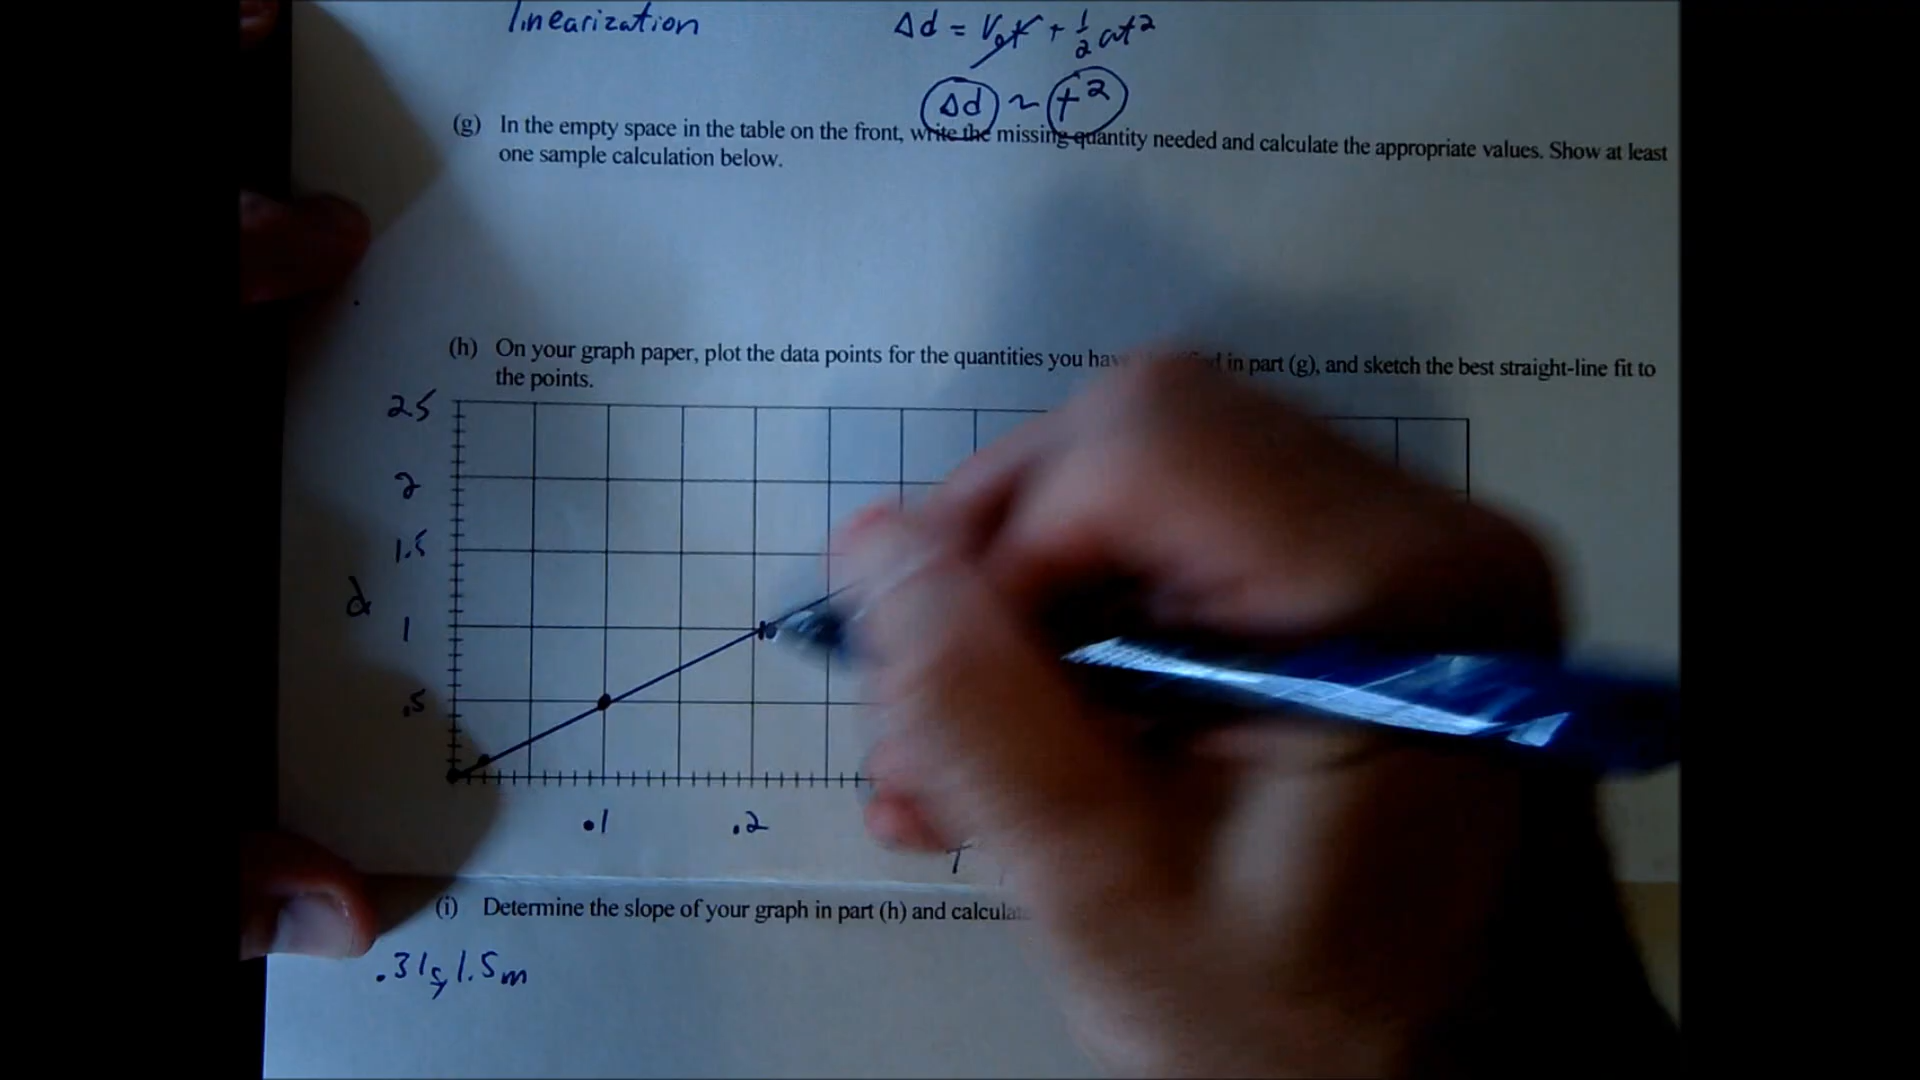 linearization
Δd = V₀t + ½at²
Δd ~ t²
(g) In the empty space in the table on the front, write the missing quantity needed and calculate the appropriate values. Show at least
one sample calculation below.
(h) On your graph paper, plot the data points for the quantities you have in part (g), and sketch the best straight-line fit to
the points.
25
2
1.5
d
1
.5
.1 .2
(i) Determine the slope of your graph in part (h) and calculate
.31s, 1.5m